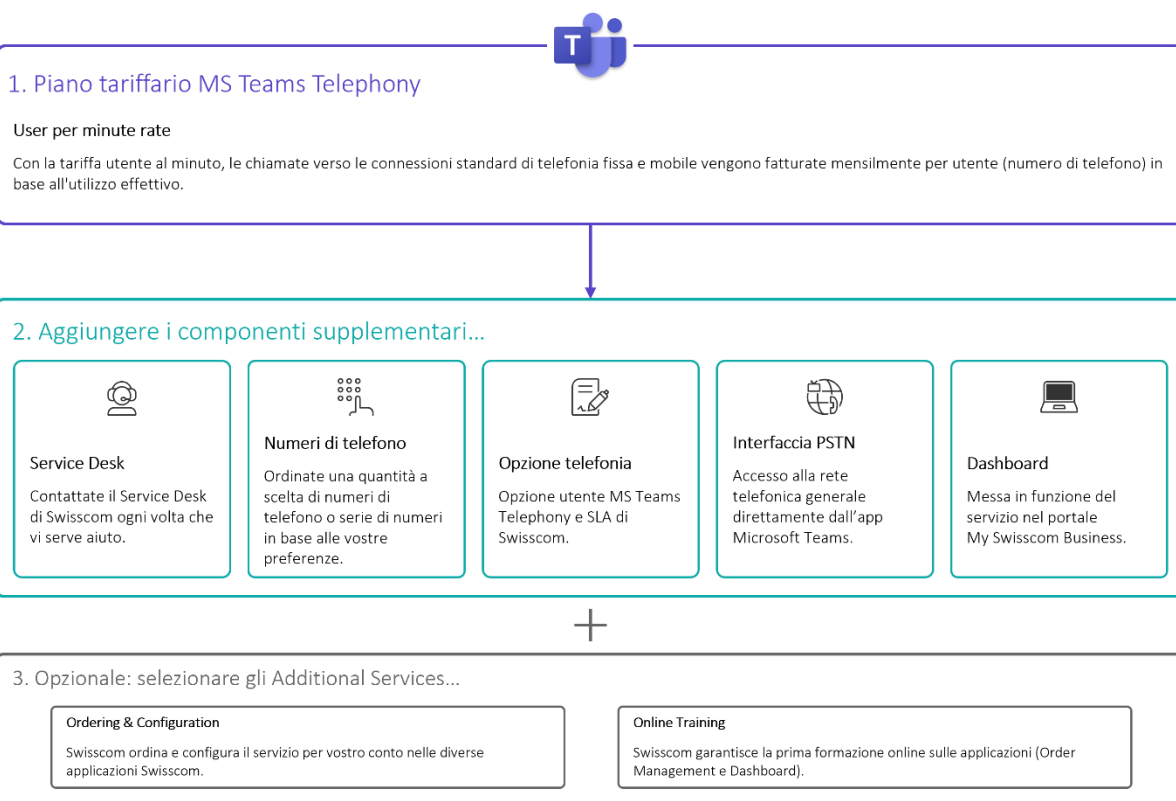 T
1. Piano tariffario MS Teams Telephony
User per minute rate
Con la tariffa utente al minuto, le chiamate verso le connessioni standard di telefonia fissa e mobile vengono fatturate mensilmente per utente (numero di telefono) in
base all'utilizzo effettivo.
2. Aggiungere i componenti supplementari...
Service Desk
Contattate il Service Desk
di Swisscom ogni volta che
vi serve aiuto.
Numeri di telefono
Ordinate una quantità a
scelta di numeri di
telefono o serie di numeri
in base alle vostre
preferenze.
Opzione telefonia
Opzione utente MS Teams
Telephony e SLA di
Swisscom.
Interfaccia PSTN
Accesso alla rete
telefonica generale
direttamente dall’app
Microsoft Teams.
Dashboard
Messa in funzione del
servizio nel portale
My Swisscom Business.
3. Opzionale: selezionare gli Additional Services...
Ordering & Configuration
Swisscom ordina e configura il servizio per vostro conto nelle diverse
applicazioni Swisscom.
Online Training
Swisscom garantisce la prima formazione online sulle applicazioni (Order
Management e Dashboard).